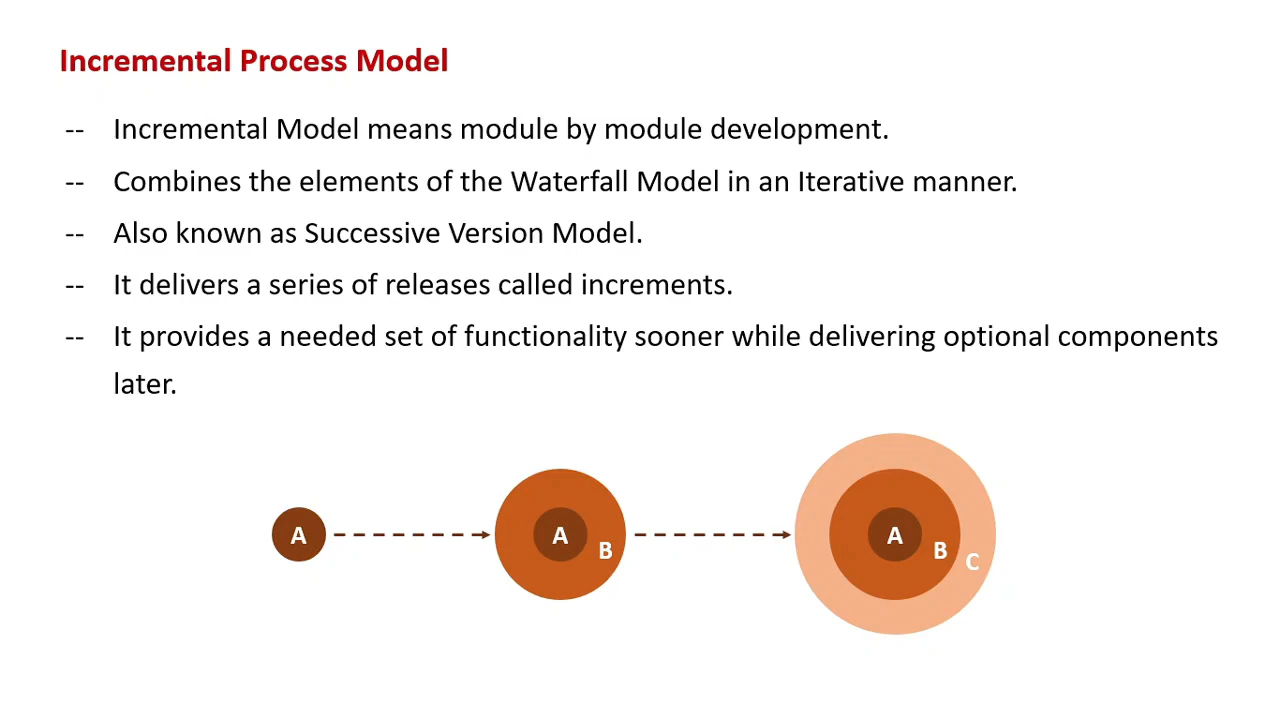 Incremental Process Model
-- Incremental Model means module by module development.
-- Combines the elements of the Waterfall Model in an Iterative manner.
-- Also known as Successive Version Model.
-- It delivers a series of releases called increments.
-- It provides a needed set of functionality sooner while delivering optional components
later.
A
A
B
A
B
C